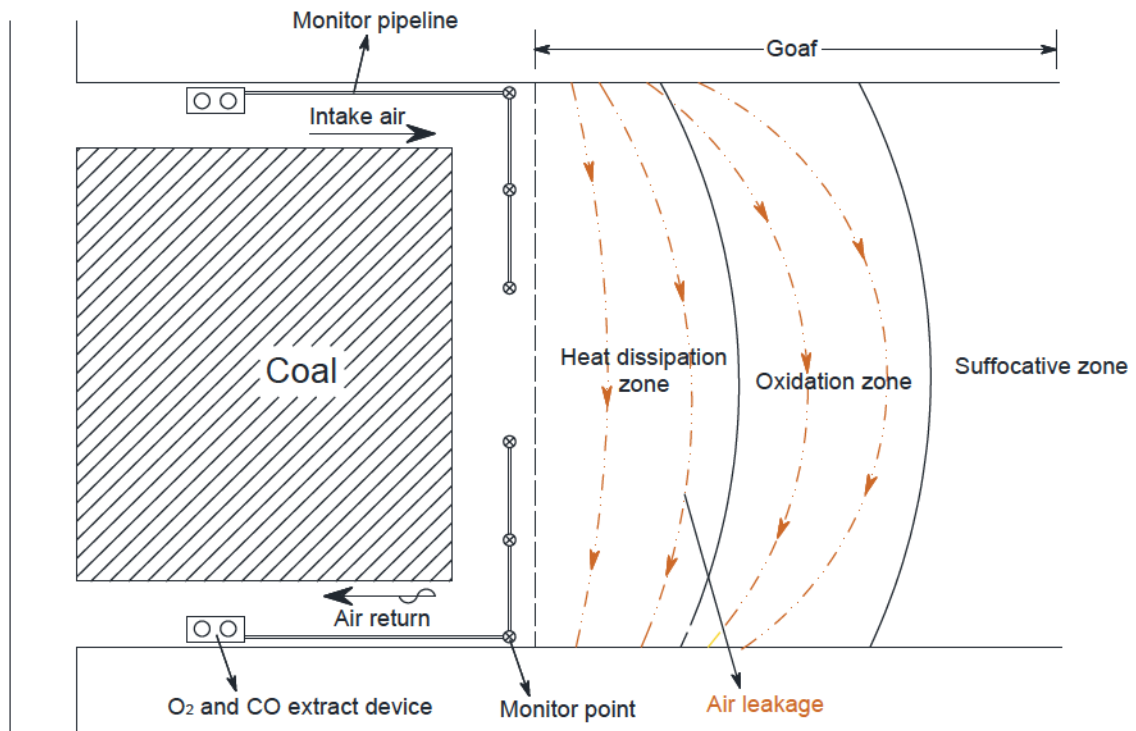 Monitor pipeline
Goaf
Intake air
Coal
Heat dissipation
zone
Oxidation zone
Suffocative zone
Air return
O₂ and CO extract device
Monitor point
Air leakage